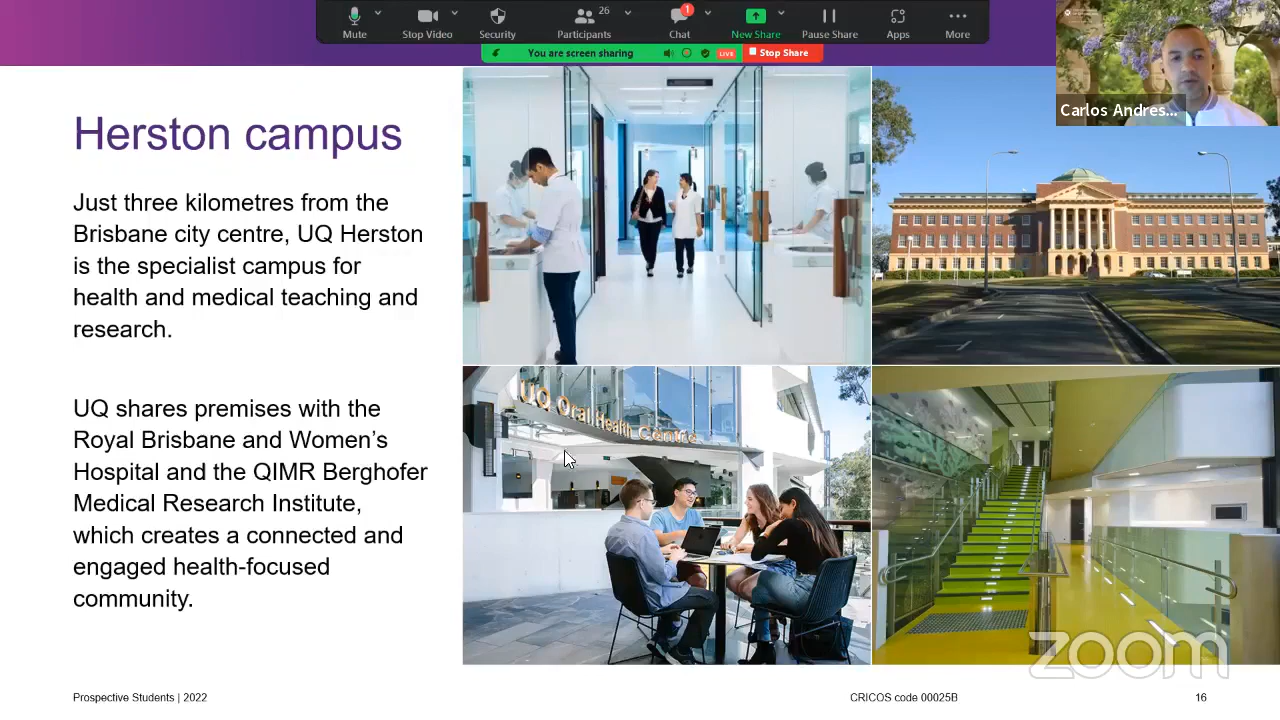 26
1
Mute
Stop Video
Security
Participants
Chat
New Share
Pause Share
Apps
More
You are screen sharing
LIVE
Stop Share
Carlos Andres...
Herston campus
Just three kilometres from the
Brisbane city centre, UQ Herston
is the specialist campus for
health and medical teaching and
research.
UQ shares premises with the
Royal Brisbane and Women’s
Hospital and the QIMR Berghofer
Medical Research Institute,
which creates a connected and
engaged health-focused
community.
UQ Oral Health Centre
zoom
Prospective Students | 2022
CRICOS code 00025B
16